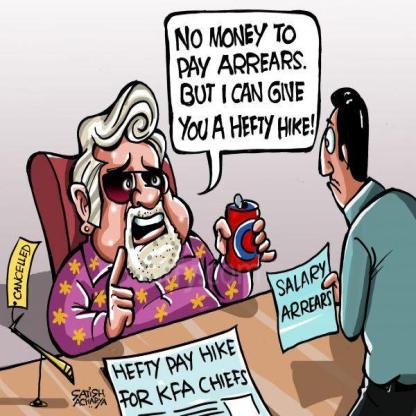 NO MONEY TO
PAY ARREARS.
BUT I CAN GIVE
YOU A HEFTY HIKE!
CANCELLED
SALARY
ARREARS
HEFTY PAY HIKE
FOR KFA CHIEFS
SATISH
ACHARYA